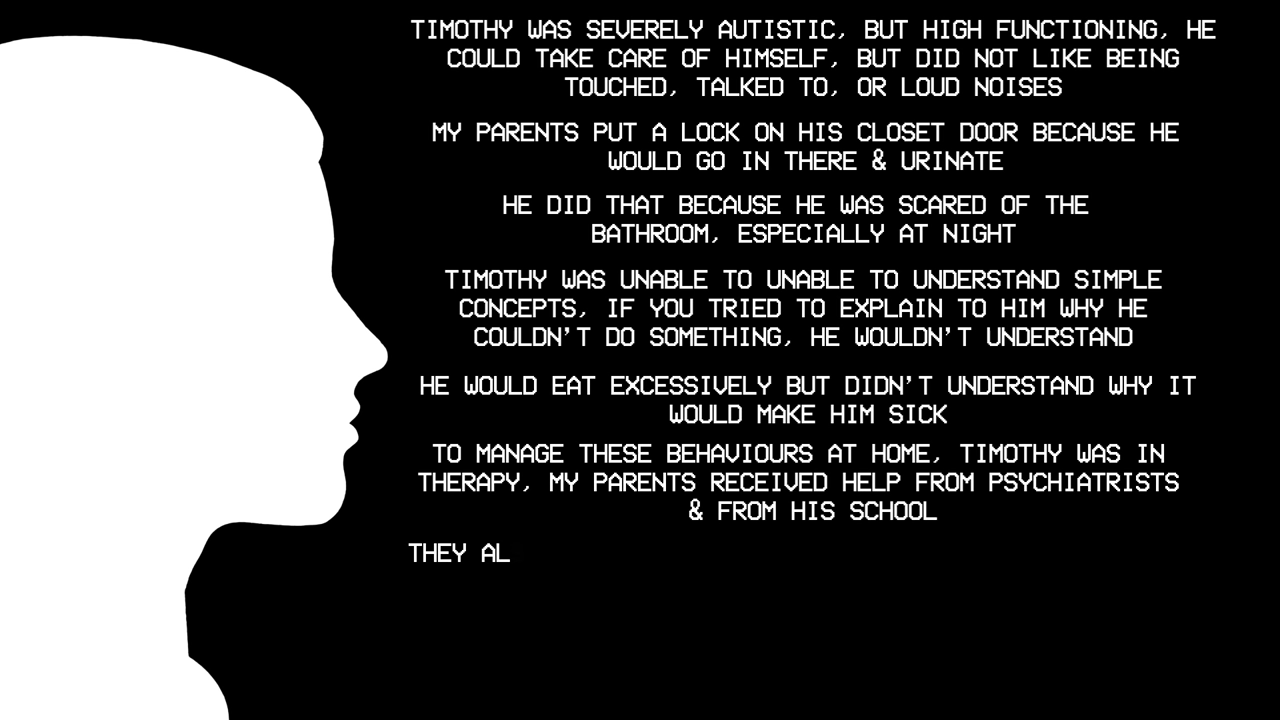 TIMOTHY WAS SEVERELY AUTISTIC, BUT HIGH FUNCTIONING, HE
COULD TAKE CARE OF HIMSELF, BUT DID NOT LIKE BEING
TOUCHED, TALKED TO, OR LOUD NOISES
MY PARENTS PUT A LOCK ON HIS CLOSET DOOR BECAUSE HE
WOULD GO IN THERE & URINATE
HE DID THAT BECAUSE HE WAS SCARED OF THE
BATHROOM, ESPECIALLY AT NIGHT
TIMOTHY WAS UNABLE TO UNABLE TO UNDERSTAND SIMPLE
CONCEPTS, IF YOU TRIED TO EXPLAIN TO HIM WHY HE
COULDN'T DO SOMETHING, HE WOULDN'T UNDERSTAND
HE WOULD EAT EXCESSIVELY BUT DIDN'T UNDERSTAND WHY IT
WOULD MAKE HIM SICK
TO MANAGE THESE BEHAVIOURS AT HOME, TIMOTHY WAS IN
THERAPY, MY PARENTS RECEIVED HELP FROM PSYCHIATRISTS
& FROM HIS SCHOOL
THEY AL